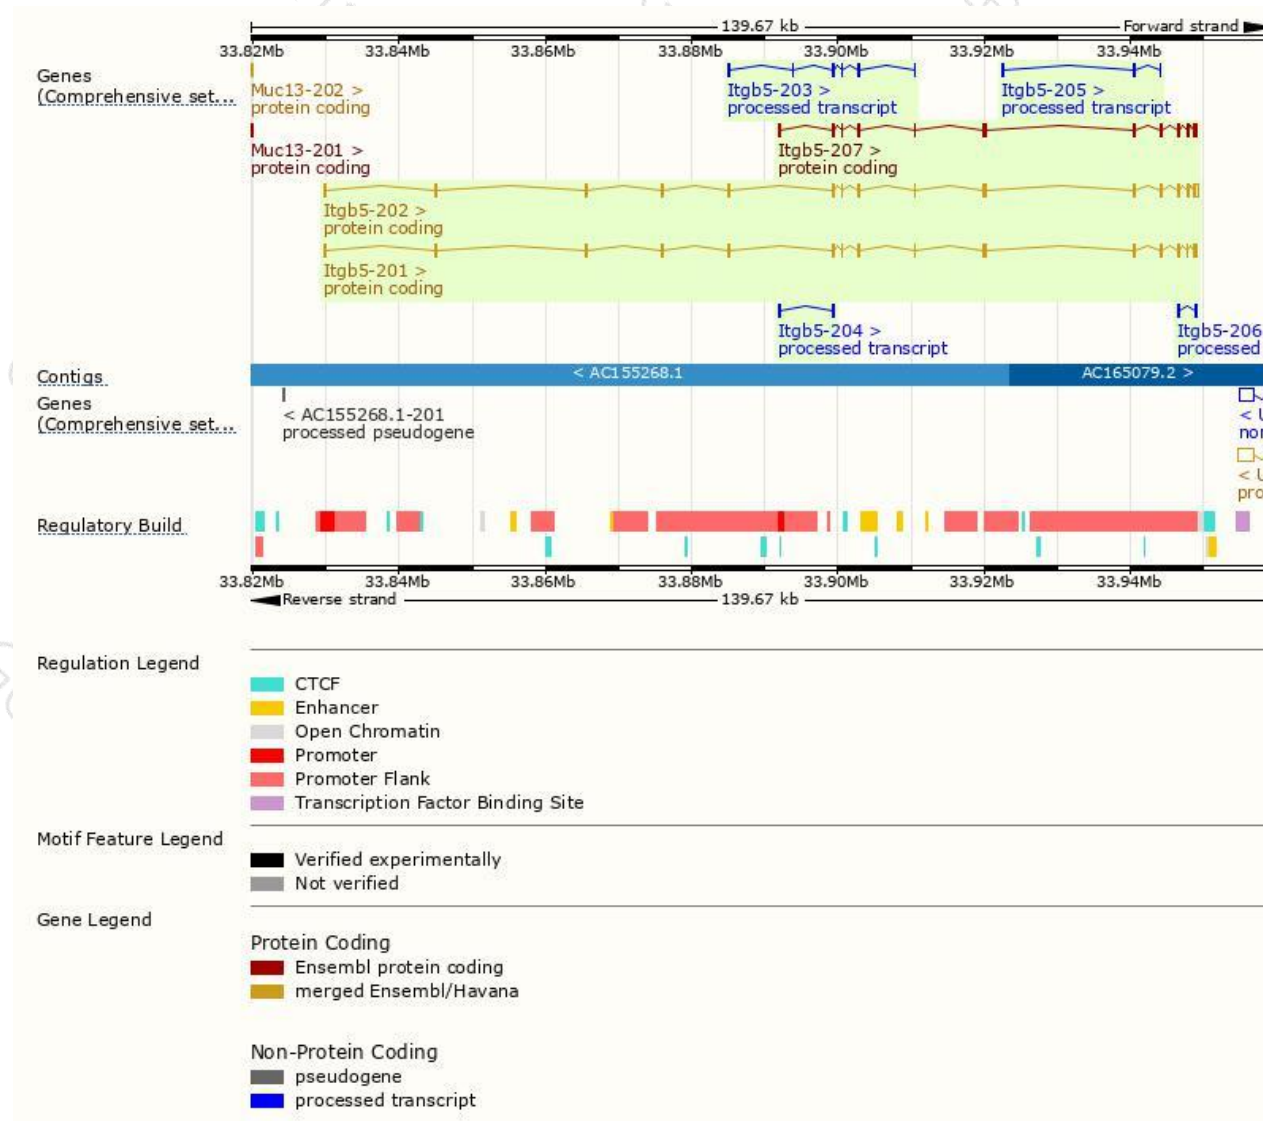 139.67 kb
Forward strand
33.82Mb 33.84Mb 33.86Mb 33.88Mb 33.90Mb 33.92Mb 33.94Mb
Genes
(Comprehensive set...
Muc13-202 >
protein coding
Itgb5-203 >
processed transcript
Itgb5-205 >
processed transcript
Muc13-201 >
protein coding
Itgb5-207 >
protein coding
Itgb5-202 >
protein coding
Itgb5-201 >
protein coding
Itgb5-204 >
processed transcript
Itgb5-206
processed
Contigs
< AC155268.1
AC165079.2 >
Genes
(Comprehensive set...
< AC155268.1-201
processed pseudogene
< U
nor
< U
pro
Regulatory Build
33.82Mb 33.84Mb 33.86Mb 33.88Mb 33.90Mb 33.92Mb 33.94Mb
Reverse strand
139.67 kb
Regulation Legend
CTCF
Enhancer
Open Chromatin
Promoter
Promoter Flank
Transcription Factor Binding Site
Motif Feature Legend
Verified experimentally
Not verified
Gene Legend
Protein Coding
Ensembl protein coding
merged Ensembl/Havana
Non-Protein Coding
pseudogene
processed transcript